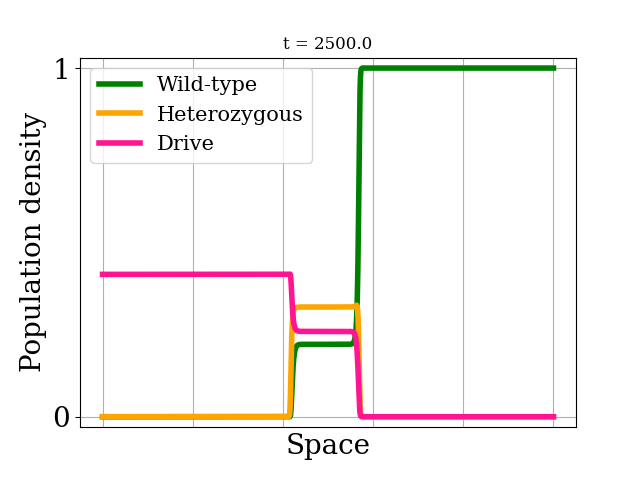 t = 2500.0
1
Wild-type
Heterozygous
Drive
Population density
0
Space